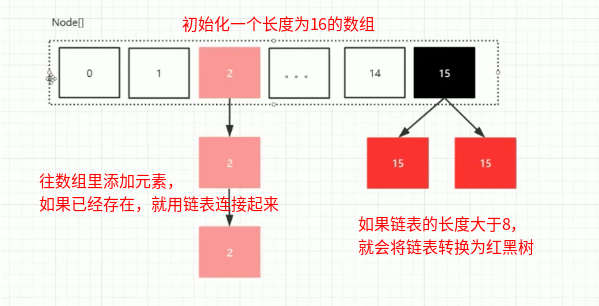 Node[]
初始化一个长度为16的数组
0 1 2 。。。 14 15
2
15 15
往数组里添加元素，
如果已经存在，就用链表连接起来
2
如果链表的长度大于8，
就会将链表转换为红黑树